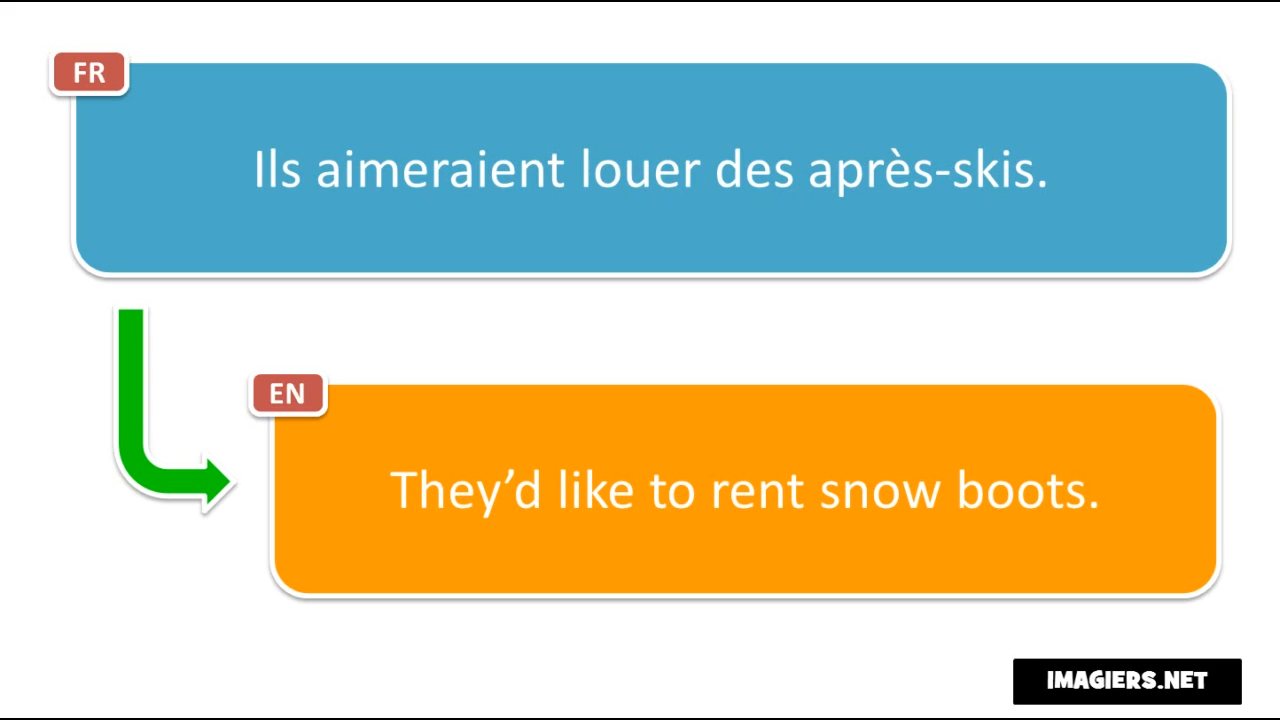 FR
Ils aimeraient louer des après-skis.
EN
They’d like to rent snow boots.
IMAGIERS.NET